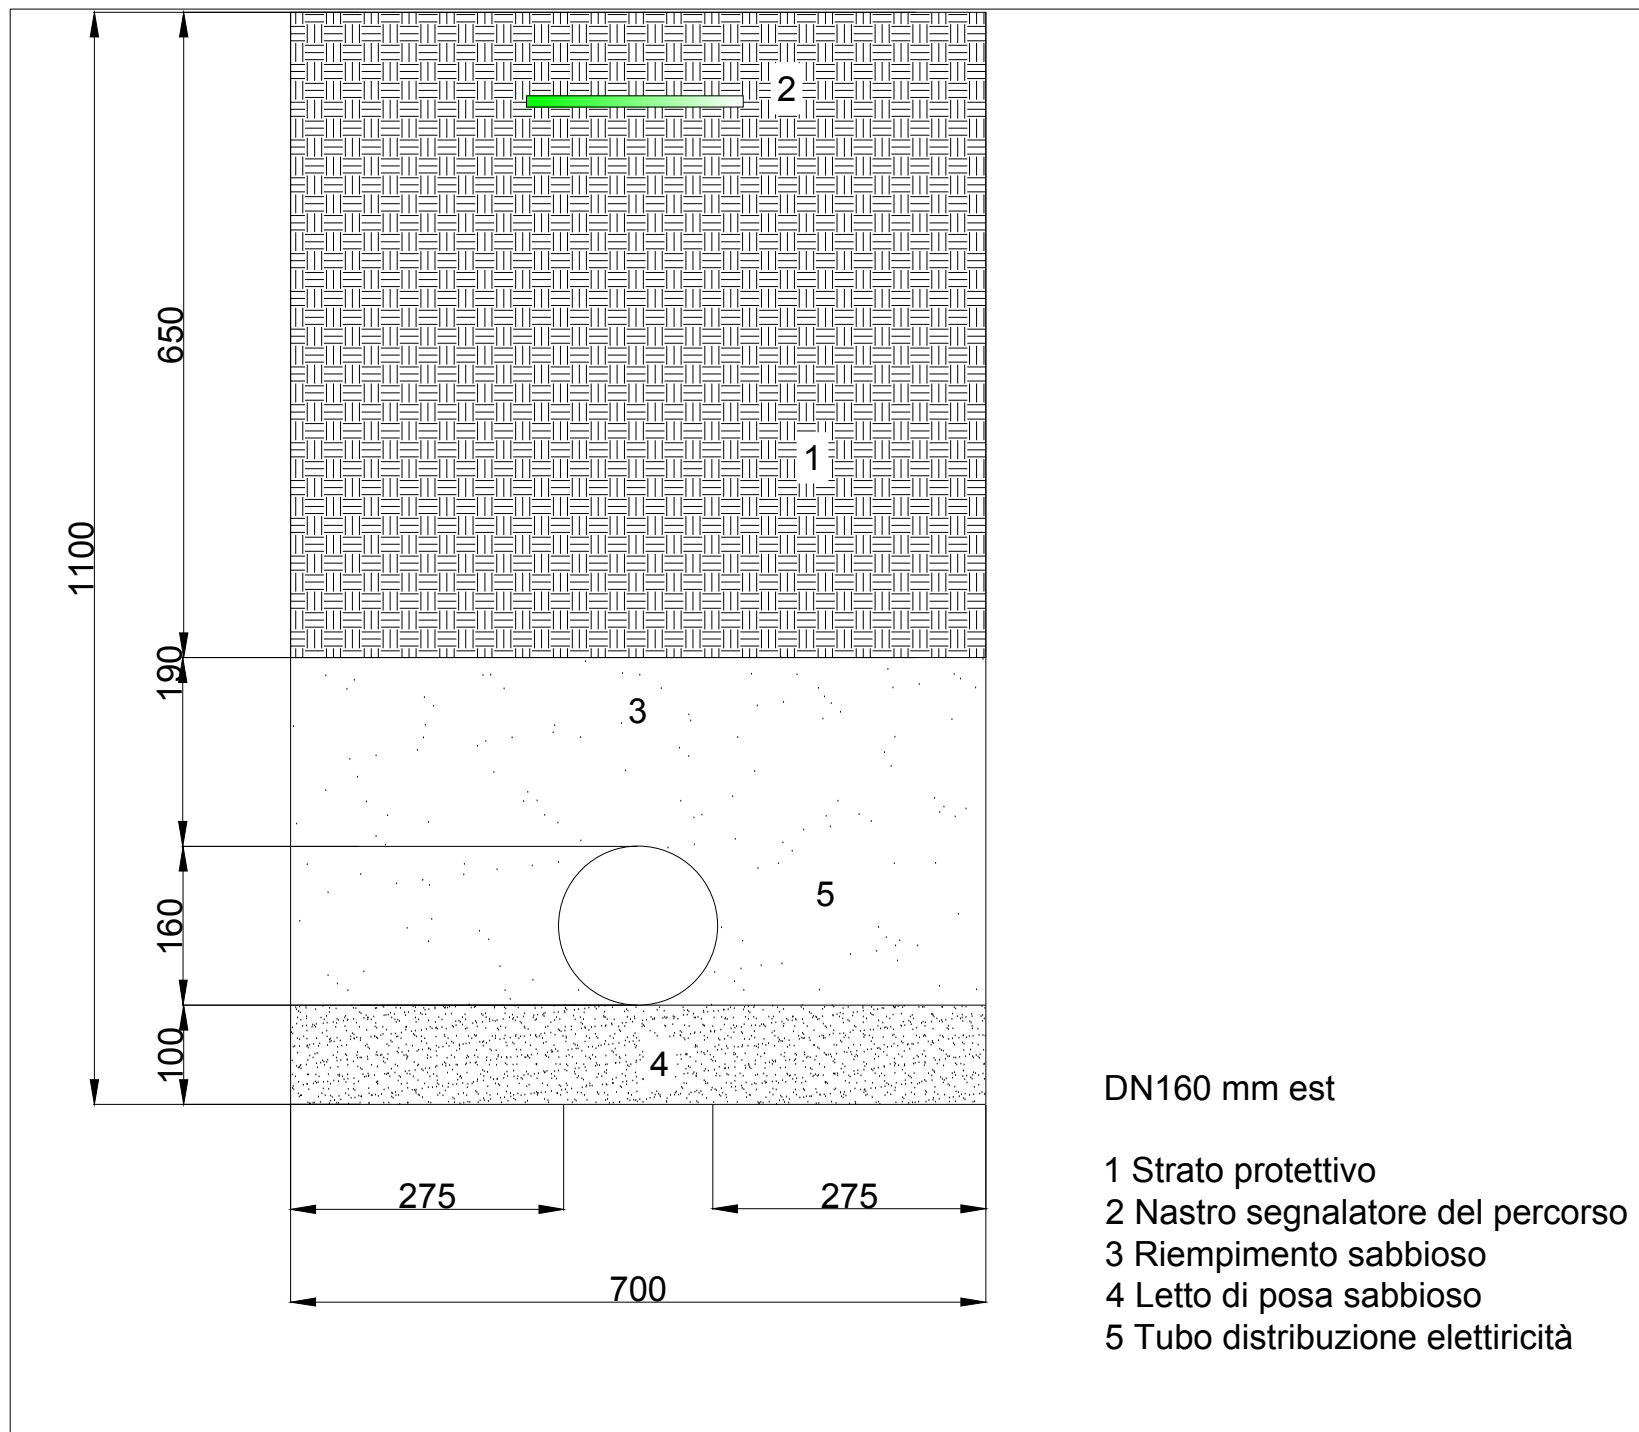 2
650
1
1100
190
3
5
160
100
4
275
275
700
DN160 mm est
1 Strato protettivo
2 Nastro segnalatore del percorso
3 Riempimento sabbioso
4 Letto di posa sabbioso
5 Tubo distribuzione elettiricità